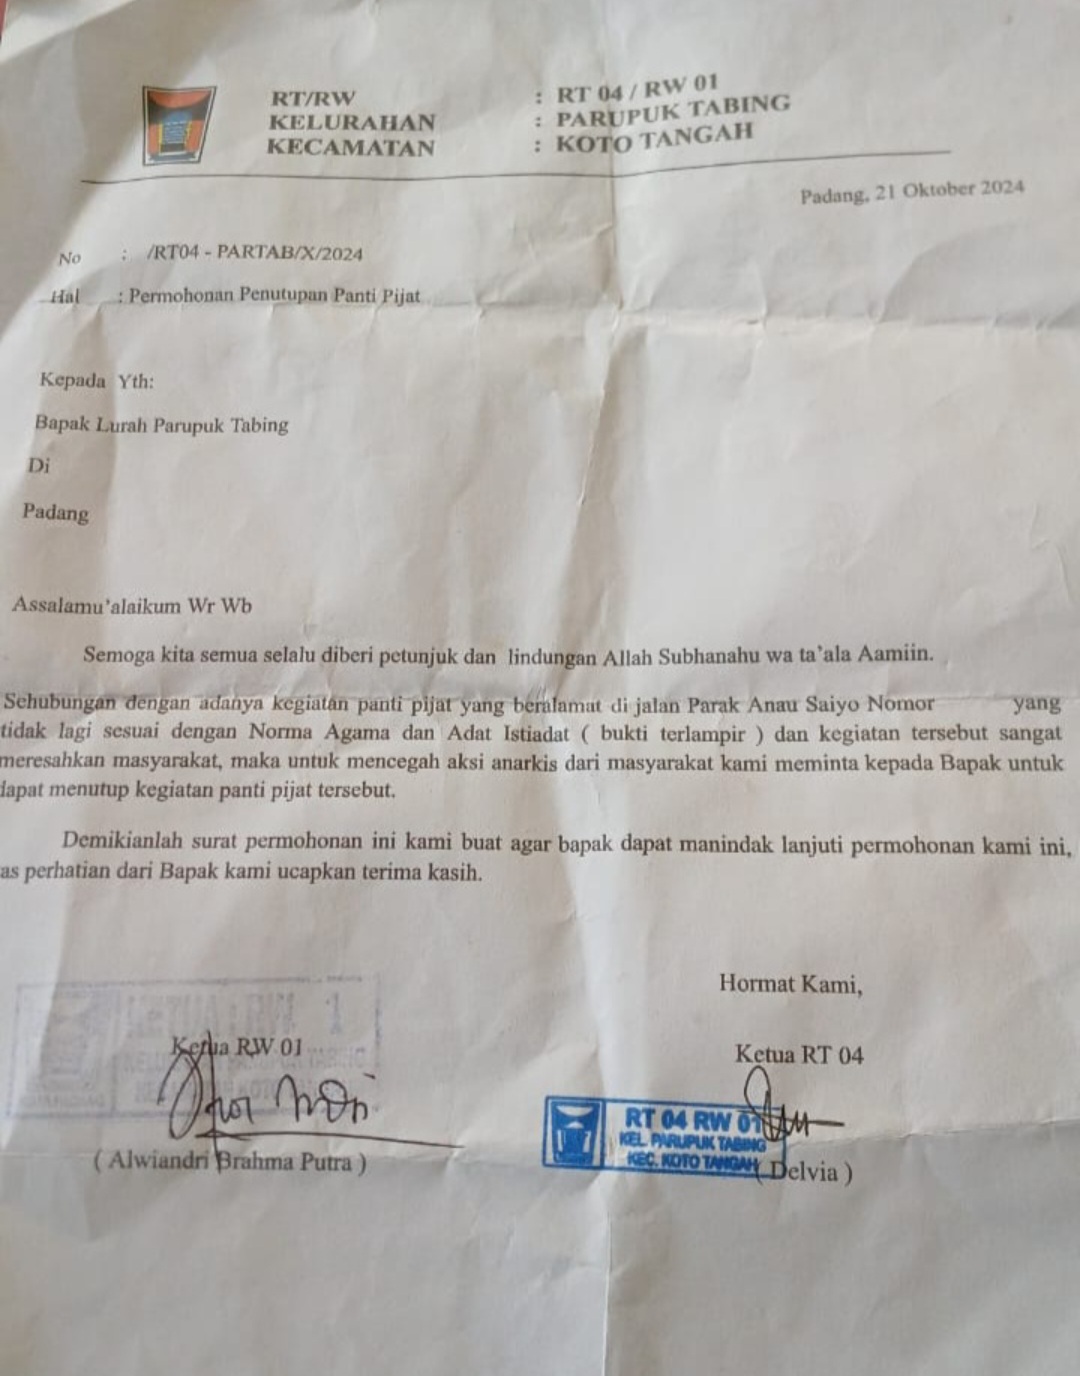 RT/RW : RT 04 / RW 01
KELURAHAN : PARUPUK TABING
KECAMATAN : KOTO TANGAH
Padang, 21 Oktober 2024
No : /RT04 - PARTAB/X/2024
Hal : Permohonan Penutupan Panti Pijat
Kepada Yth:
Bapak Lurah Parupuk Tabing
Di
Padang
Assalamu'alaikum Wr Wb
Semoga kita semua selalu diberi petunjuk dan lindungan Allah Subhanahu wa ta'ala Aamiin.
Sehubungan dengan adanya kegiatan panti pijat yang beralamat di jalan Parak Anau Saiyo Nomor yang
tidak lagi sesuai dengan Norma Agama dan Adat Istiadat ( bukti terlampir ) dan kegiatan tersebut sangat
meresahkan masyarakat, maka untuk mencegah aksi anarkis dari masyarakat kami meminta kepada Bapak untuk
dapat menutup kegiatan panti pijat tersebut.
Demikianlah surat permohonan ini kami buat agar bapak dapat manindak lanjuti permohonan kami ini,
as perhatian dari Bapak kami ucapkan terima kasih.
Hormat Kami,
Ketua RW 01
Ketua RT 04
RT 04 RW 01
KEL. PARUPUK TABING
KEC. KOTO TANGAH
( Alwiandri Brahma Putra )
( Delvia )